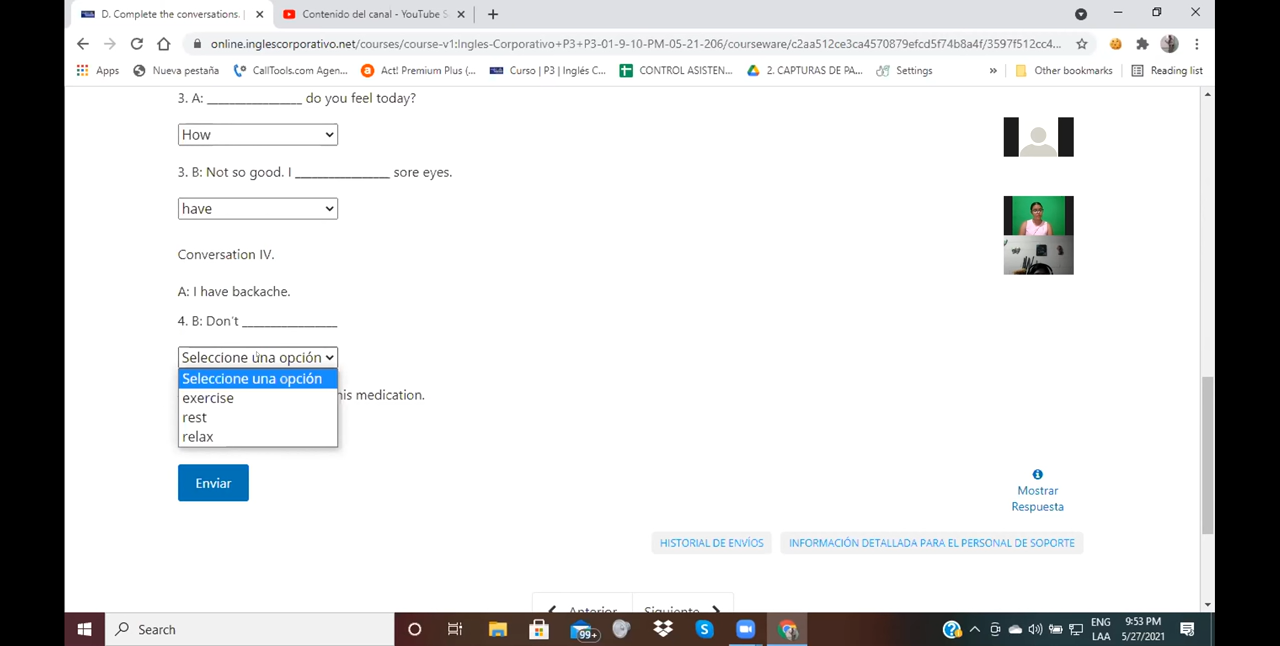 D. Complete the conversations. |
Contenido del canal - YouTube S
online.inglescorporativo.net/courses/course-v1:Ingles-Corporativo+P3+P3-01-9-10-PM-05-21-206/courseware/c2aa512ce3ca4570879efcd5f74b8a4f/3597f512cc4...
Apps
Nueva pestaña
CallTools.com Agen...
Act! Premium Plus (...
Curso | P3 | Inglés C...
CONTROL ASISTEN...
2. CAPTURAS DE PA...
Settings
»
Other bookmarks
Reading list
3. A: ________________ do you feel today?
How
3. B: Not so good. I ________________ sore eyes.
have
Conversation IV.
A: I have backache.
4. B: Don´t ________________
Seleccione una opción
Seleccione una opción
exercise
his medication.
rest
relax
Enviar
Mostrar
Respuesta
HISTORIAL DE ENVÍOS
INFORMACIÓN DETALLADA PARA EL PERSONAL DE SOPORTE
Anterior
Siguiente
Search
99+
ENG
LAA
9:53 PM
5/27/2021